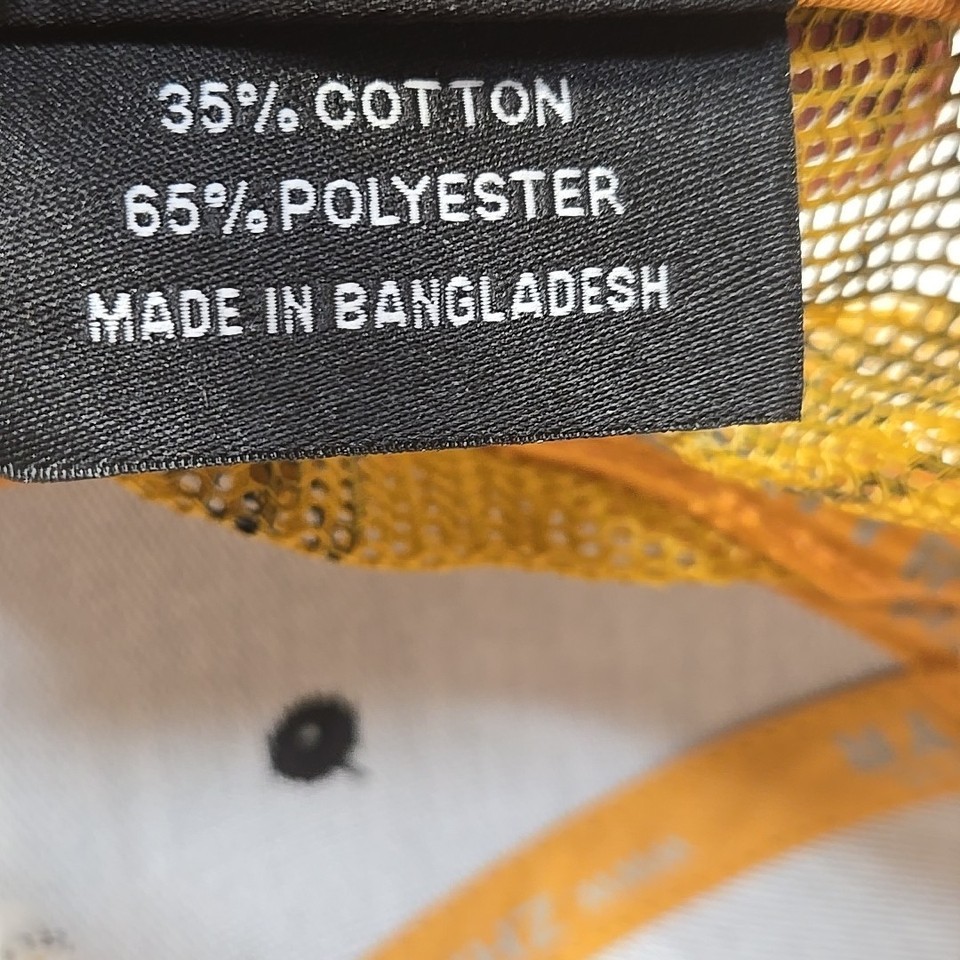 35% COTTON
65% POLYESTER
MADE IN BANGLADESH